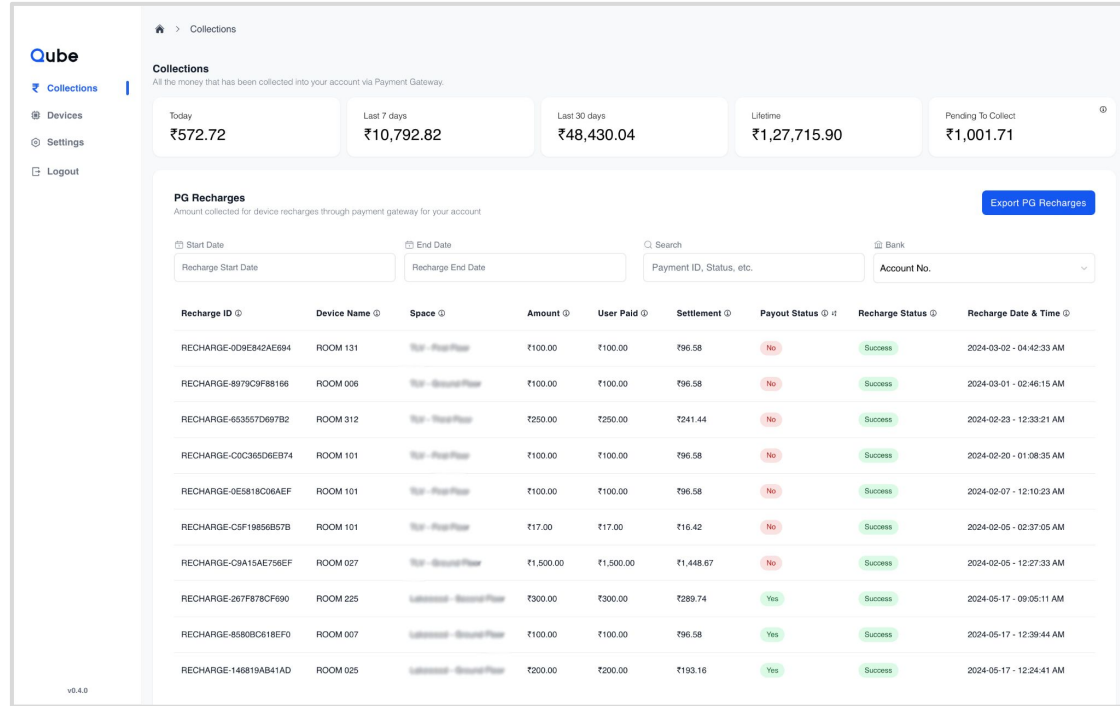 Qube
Collections
Devices
Settings
Logout
v0.4.0
> Collections
Collections
All the money that has been collected into your account via Payment Gateway.
Today
₹572.72
Last 7 days
₹10,792.82
Last 30 days
₹48,430.04
Lifetime
₹1,27,715.90
Pending To Collect
₹1,001.71
PG Recharges
Amount collected for device recharges through payment gateway for your account
Export PG Recharges
Start Date End Date Search Bank
Recharge Start Date Recharge End Date Payment ID, Status, etc. Account No.
Recharge ID Device Name Space Amount User Paid Settlement Payout Status Recharge Status Recharge Date & Time
RECHARGE-0D9E842AE694 ROOM 131 ₹100.00 ₹100.00 ₹96.58 No Success 2024-03-02 - 04:42:33 AM
RECHARGE-8979C9F88166 ROOM 006 ₹100.00 ₹100.00 ₹96.58 No Success 2024-03-01 - 02:46:15 AM
RECHARGE-653557D697B2 ROOM 312 ₹250.00 ₹250.00 ₹241.44 No Success 2024-02-23 - 12:33:21 AM
RECHARGE-C0C365D6EB74 ROOM 101 ₹100.00 ₹100.00 ₹96.58 No Success 2024-02-20 - 01:08:35 AM
RECHARGE-0E5818C06AEF ROOM 101 ₹100.00 ₹100.00 ₹96.58 No Success 2024-02-07 - 12:10:23 AM
RECHARGE-C5F19856B57B ROOM 101 ₹17.00 ₹17.00 ₹16.42 No Success 2024-02-05 - 02:37:05 AM
RECHARGE-C9A15AE756EF ROOM 027 ₹1,500.00 ₹1,500.00 ₹1,448.67 No Success 2024-02-05 - 12:27:33 AM
RECHARGE-267F878CF690 ROOM 225 ₹300.00 ₹300.00 ₹289.74 Yes Success 2024-05-17 - 09:05:11 AM
RECHARGE-8580BC618EF0 ROOM 007 ₹100.00 ₹100.00 ₹96.58 Yes Success 2024-05-17 - 12:39:44 AM
RECHARGE-146819AB41AD ROOM 025 ₹200.00 ₹200.00 ₹193.16 Yes Success 2024-05-17 - 12:24:41 AM